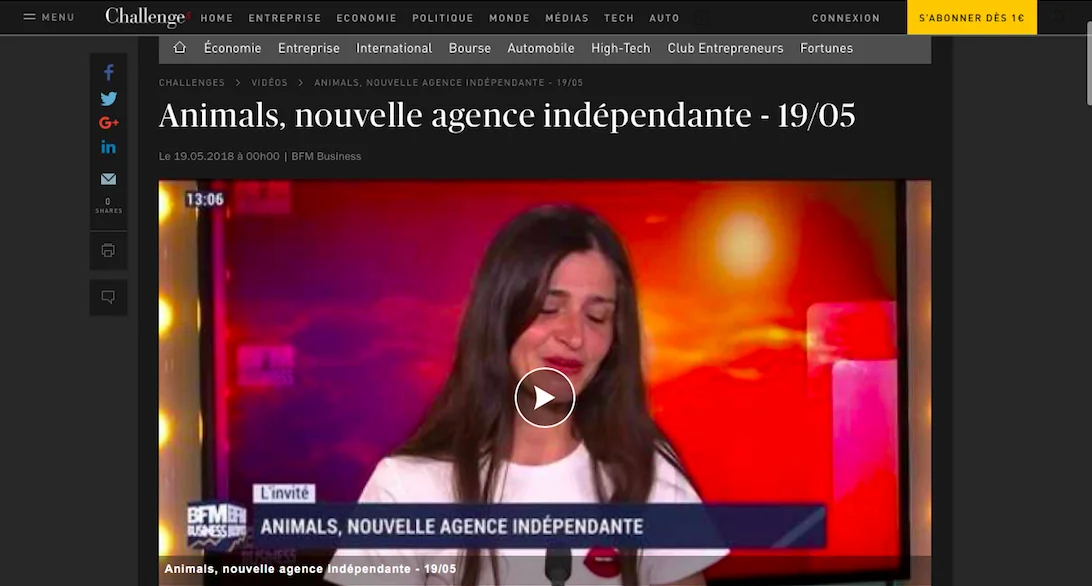 MENU
Challenges
HOME ENTREPRISE ECONOMIE POLITIQUE MONDE MÉDIAS TECH AUTO
CONNEXION
S'ABONNER DÈS 1€
Économie Entreprise International Bourse Automobile High-Tech Club Entrepreneurs Fortunes
CHALLENGES > VIDÉOS > ANIMALS, NOUVELLE AGENCE INDÉPENDANTE - 19/05
Animals, nouvelle agence indépendante - 19/05
Le 19.05.2018 à 00h00 | BFM Business
0
SHARES
13:06
L'invité
BFM
BUSINESS
ANIMALS, NOUVELLE AGENCE INDÉPENDANTE
Animals, nouvelle agence indépendante - 19/05